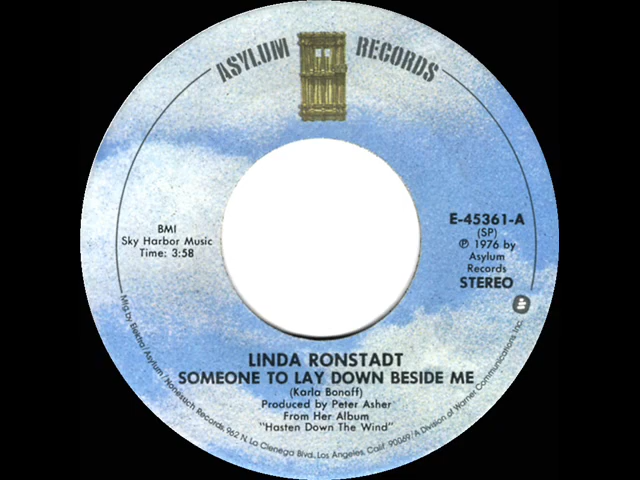 ASYLUM RECORDS
BMI
Sky Harbor Music
Time: 3:58
E-45361-A
(SP)
℗ 1976 by
Asylum
Records
STEREO
LINDA RONSTADT
SOMEONE TO LAY DOWN BESIDE ME
(Karla Bonoff)
Produced by Peter Asher
From Her Album
"Hasten Down The Wind"
Mfg by Elektra/Asylum/Nonesuch Records, 962 N. La Cienega Blvd., Los Angeles, Calif. 90069/A Division of Warner Communications Inc.